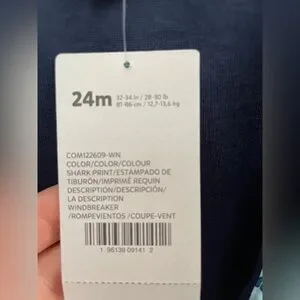 24m
32-34 in / 28-30 lb
81-86 cm / 12,7-13,6 kg
COM122609-WN
COLOR/COLOR/COLOUR
SHARK PRINT/ESTAMPADO DE
TIBURÓN/IMPRIMÉ REQUIN
DESCRIPTION/DESCRIPCIÓN/
LA DESCRIPTION
WINDBREAKER
/ROMPEVIENTOS /COUPE-VENT
1 96139 09141 2